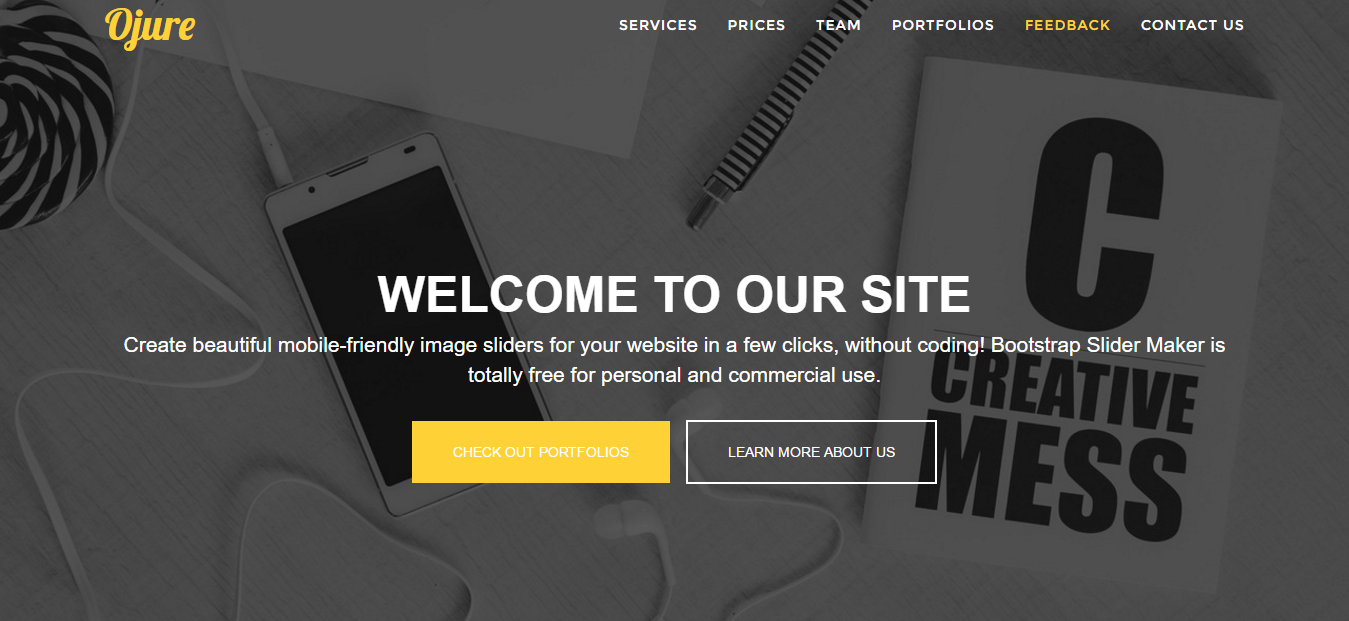 Ojure
SERVICES PRICES TEAM PORTFOLIOS FEEDBACK CONTACT US
WELCOME TO OUR SITE
Create beautiful mobile-friendly image sliders for your website in a few clicks, without coding! Bootstrap Slider Maker is
totally free for personal and commercial use.
CHECK OUT PORTFOLIOS LEARN MORE ABOUT US
C
CREATIVE
MESS